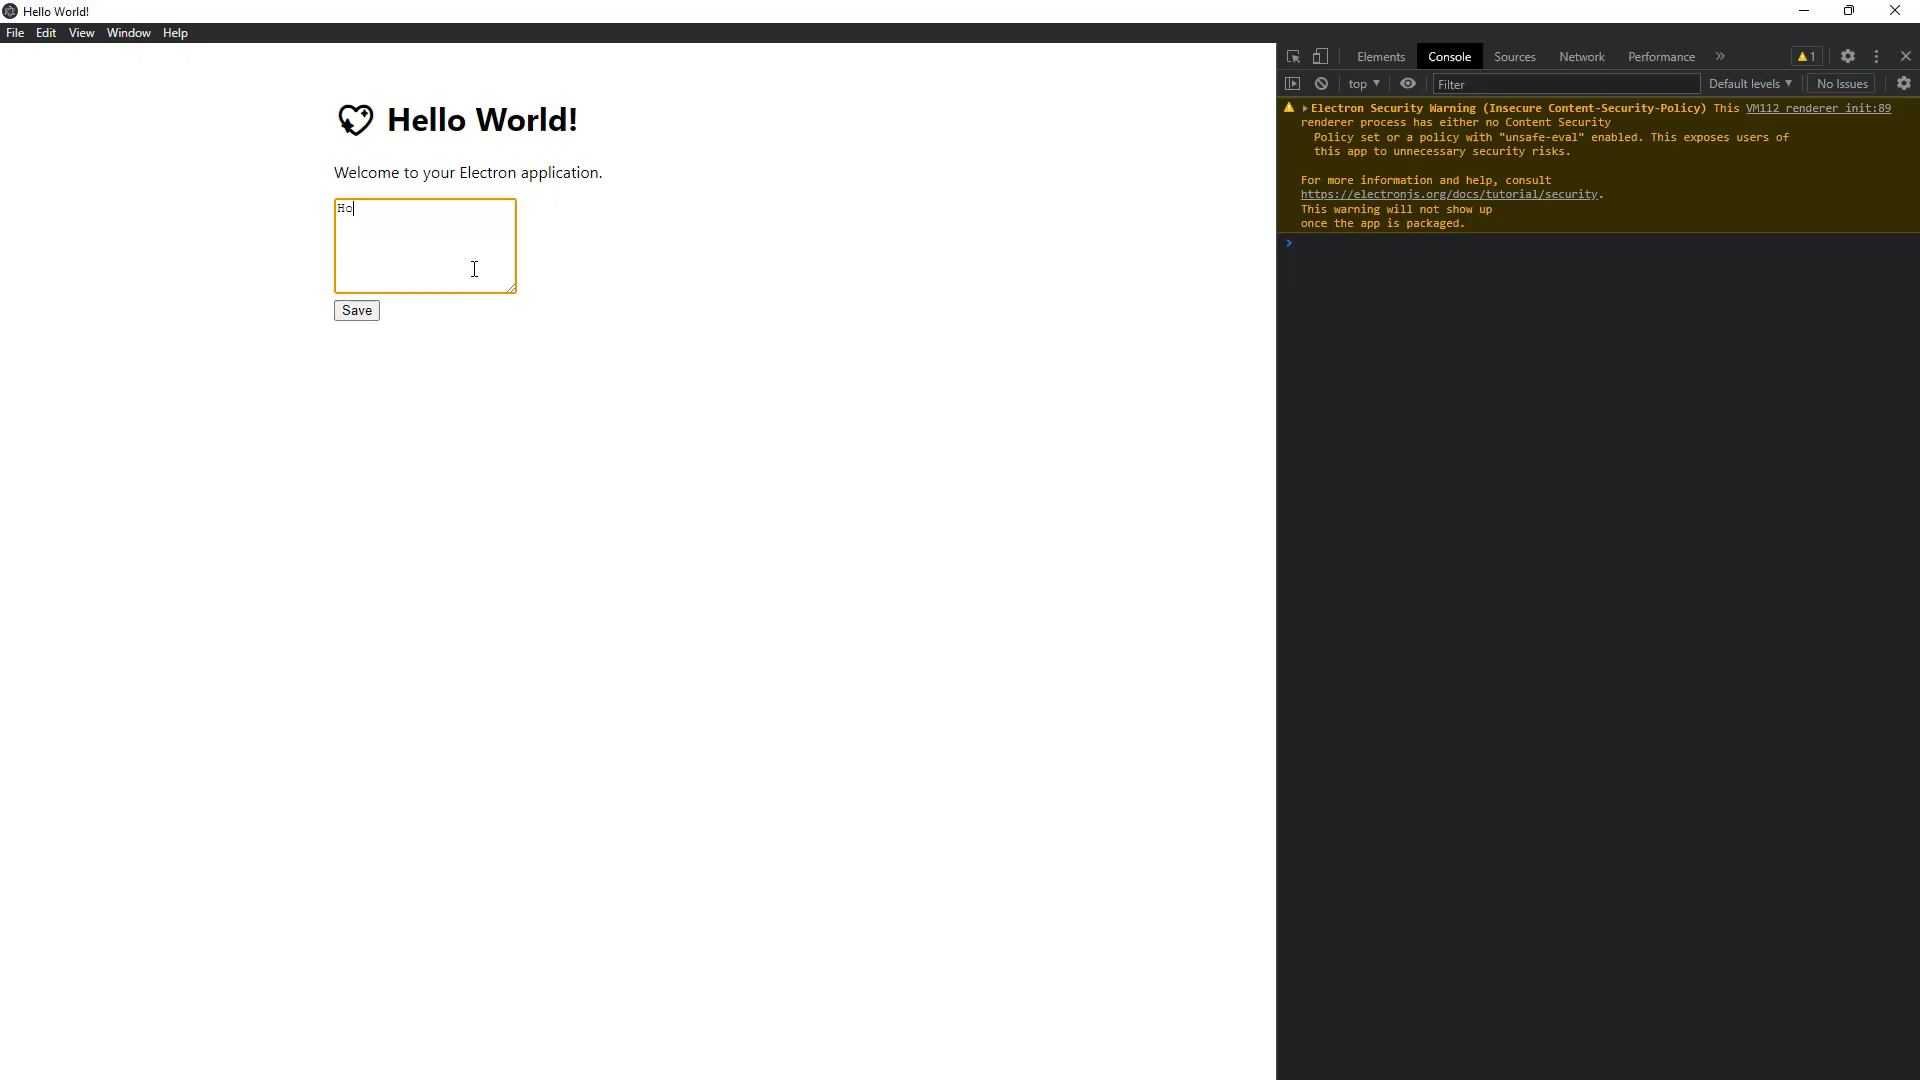 Hello World!
File Edit View Window Help
Hello World!
Welcome to your Electron application.
Ho
Save
Elements Console Sources Network Performance » 1
top Filter Default levels No Issues
Electron Security Warning (Insecure Content-Security-Policy) This VM112 renderer init:89
renderer process has either no Content Security
Policy set or a policy with "unsafe-eval" enabled. This exposes users of
this app to unnecessary security risks.
For more information and help, consult
https://electronjs.org/docs/tutorial/security.
This warning will not show up
once the app is packaged.